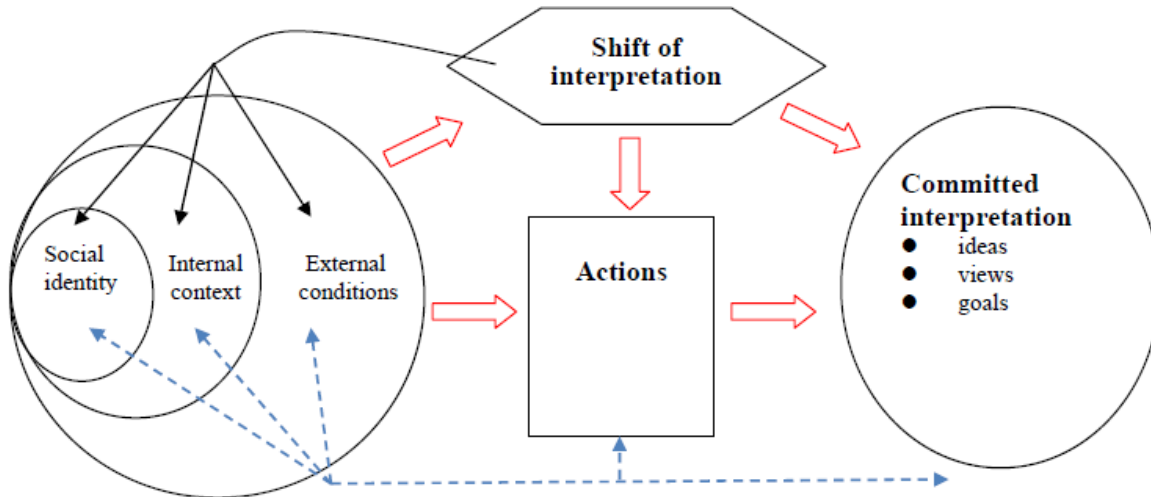 Shift of
interpretation
Social
identity
Internal
context
External
conditions
Actions
Committed
interpretation
● ideas
● views
● goals